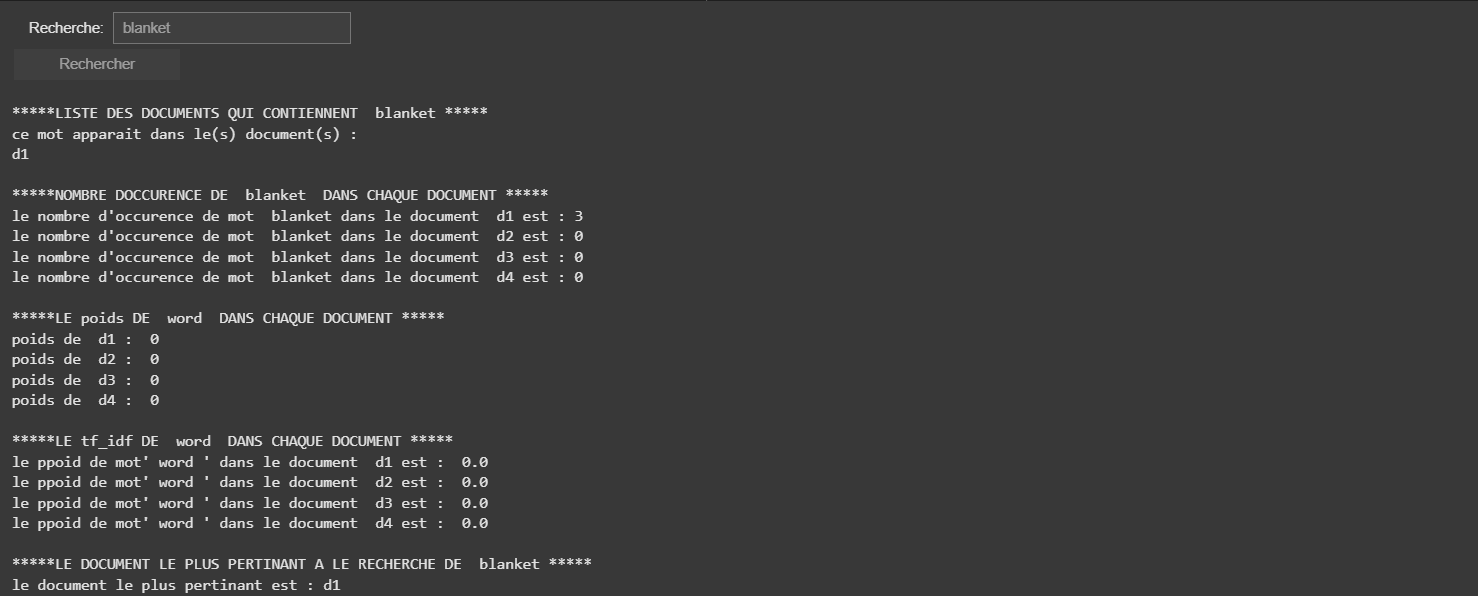 Recherche: blanket
Rechercher
*****LISTE DES DOCUMENTS QUI CONTIENNENT  blanket *****
ce mot apparait dans le(s) document(s) :
d1
*****NOMBRE DOCCURENCE DE  blanket  DANS CHAQUE DOCUMENT *****
le nombre d'occurence de mot  blanket dans le document  d1 est : 3
le nombre d'occurence de mot  blanket dans le document  d2 est : 0
le nombre d'occurence de mot  blanket dans le document  d3 est : 0
le nombre d'occurence de mot  blanket dans le document  d4 est : 0
*****LE poids DE  word  DANS CHAQUE DOCUMENT *****
poids de  d1 :  0
poids de  d2 :  0
poids de  d3 :  0
poids de  d4 :  0
*****LE tf_idf DE  word  DANS CHAQUE DOCUMENT *****
le ppoid de mot' word ' dans le document  d1 est :  0.0
le ppoid de mot' word ' dans le document  d2 est :  0.0
le ppoid de mot' word ' dans le document  d3 est :  0.0
le ppoid de mot' word ' dans le document  d4 est :  0.0
*****LE DOCUMENT LE PLUS PERTINANT A LE RECHERCHE DE  blanket *****
le document le plus pertinant est : d1